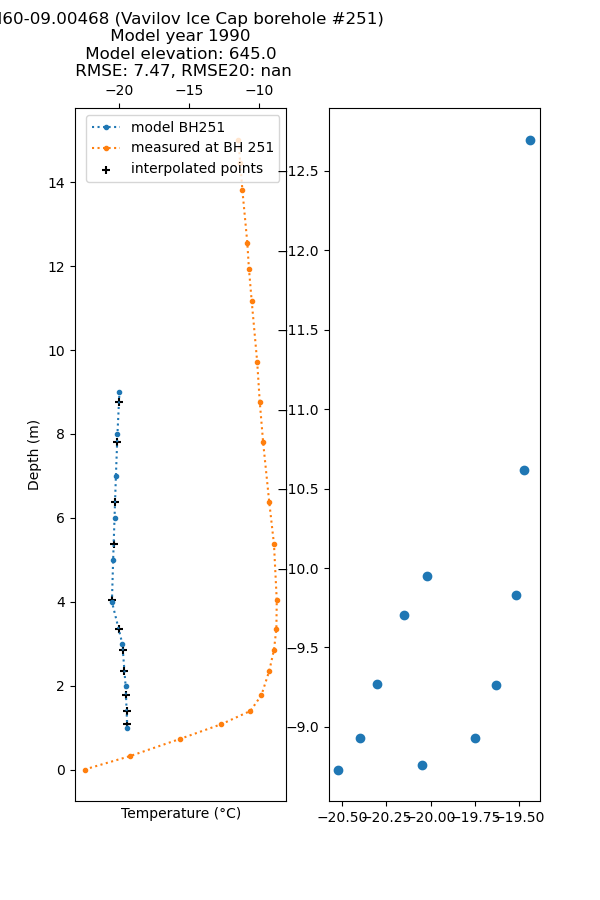 60-09.00468 (Vavilov Ice Cap borehole #251)
Model year 1990
Model elevation: 645.0
RMSE: 7.47, RMSE20: nan
−20 −15 −10
model BH251
measured at BH 251
interpolated points
14
12
10
8
6
4
2
0
Depth (m)
Temperature (°C)
−12.5
−12.0
−11.5
−11.0
−10.5
−10.0
−9.5
−9.0
−20.50 −20.25 −20.00 −19.75 −19.50